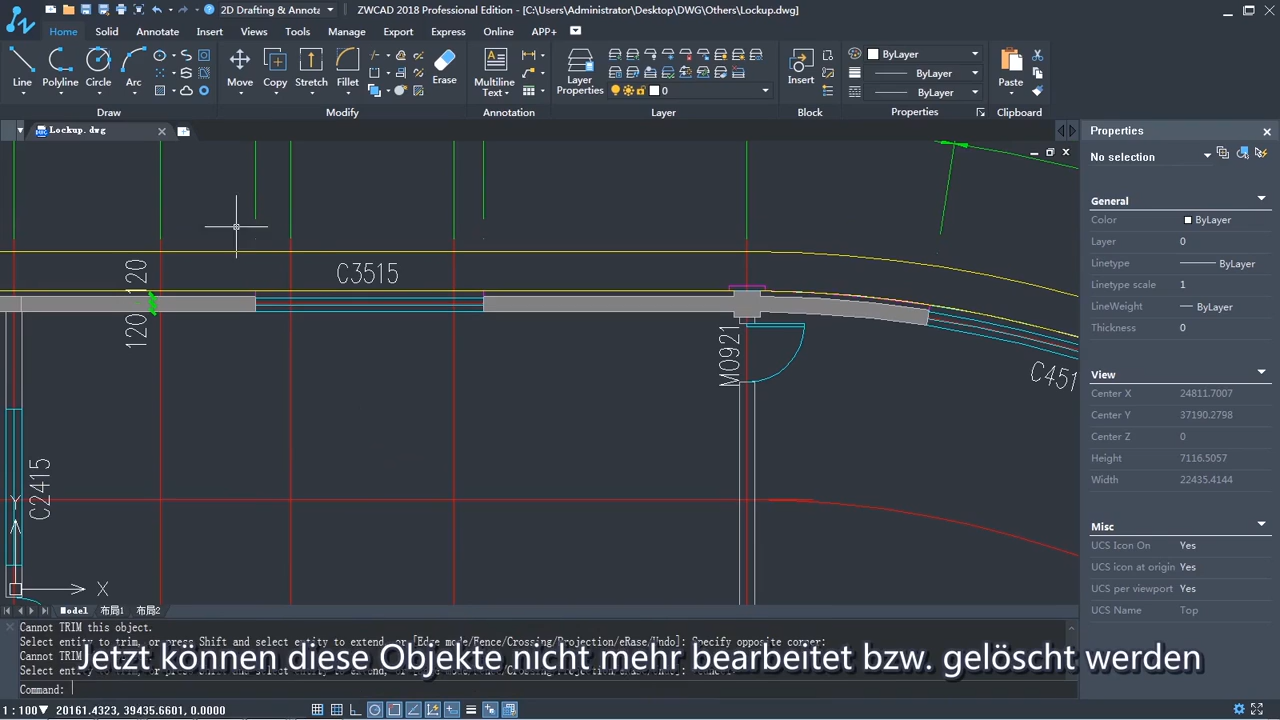 2D Drafting & Annota
ZWCAD 2018 Professional Edition - [C:\Users\Administrator\Desktop\DWG\Others\Lockup.dwg]
Home Solid Annotate Insert Views Tools Manage Export Express Online APP+
Line Polyline Circle Arc Move Copy Stretch Fillet Erase Multiline Text Layer Properties Insert Paste
ByLayer
ByLayer
0 ByLayer
Draw Modify Annotation Layer Block Properties Clipboard
Lockup.dwg
Properties
No selection
General
Color ByLayer
Layer 0
Linetype ByLayer
Linetype scale 1
LineWeight ByLayer
Thickness 0
View
Center X 24811.7007
Center Y 37190.2798
Center Z 0
Height 7116.5057
Width 22435.4144
Misc
UCS Icon On Yes
UCS icon at origin Yes
UCS per viewport Yes
UCS Name Top
120
120
C3515
M0921
C451
C2415
Y
X
Model 布局1 布局2
Cannot TRIM this object.
Select entity to trim, or press Shift and select entity to extend, or [Edge mode/Fence/Crossing/Projection/eRase/Undo]: Specify opposite corner:
Cannot TRIM
Jetzt können diese Objekte nicht mehr bearbeitet bzw. gelöscht werden
Command:
1 : 100 20161.4323, 39435.6601, 0.0000